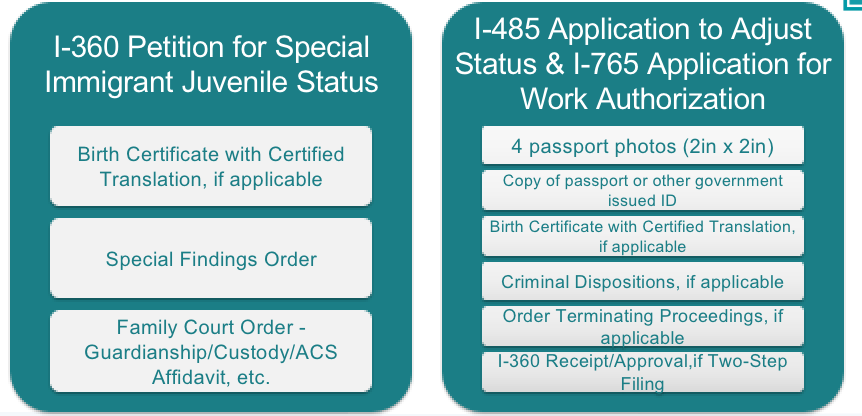 I-360 Petition for Special
Immigrant Juvenile Status
Birth Certificate with Certified
Translation, if applicable
Special Findings Order
Family Court Order -
Guardianship/Custody/ACS
Affidavit, etc.
I-485 Application to Adjust
Status & I-765 Application for
Work Authorization
4 passport photos (2in x 2in)
Copy of passport or other government
issued ID
Birth Certificate with Certified Translation,
if applicable
Criminal Dispositions, if applicable
Order Terminating Proceedings, if
applicable
I-360 Receipt/Approval,if Two-Step
Filing